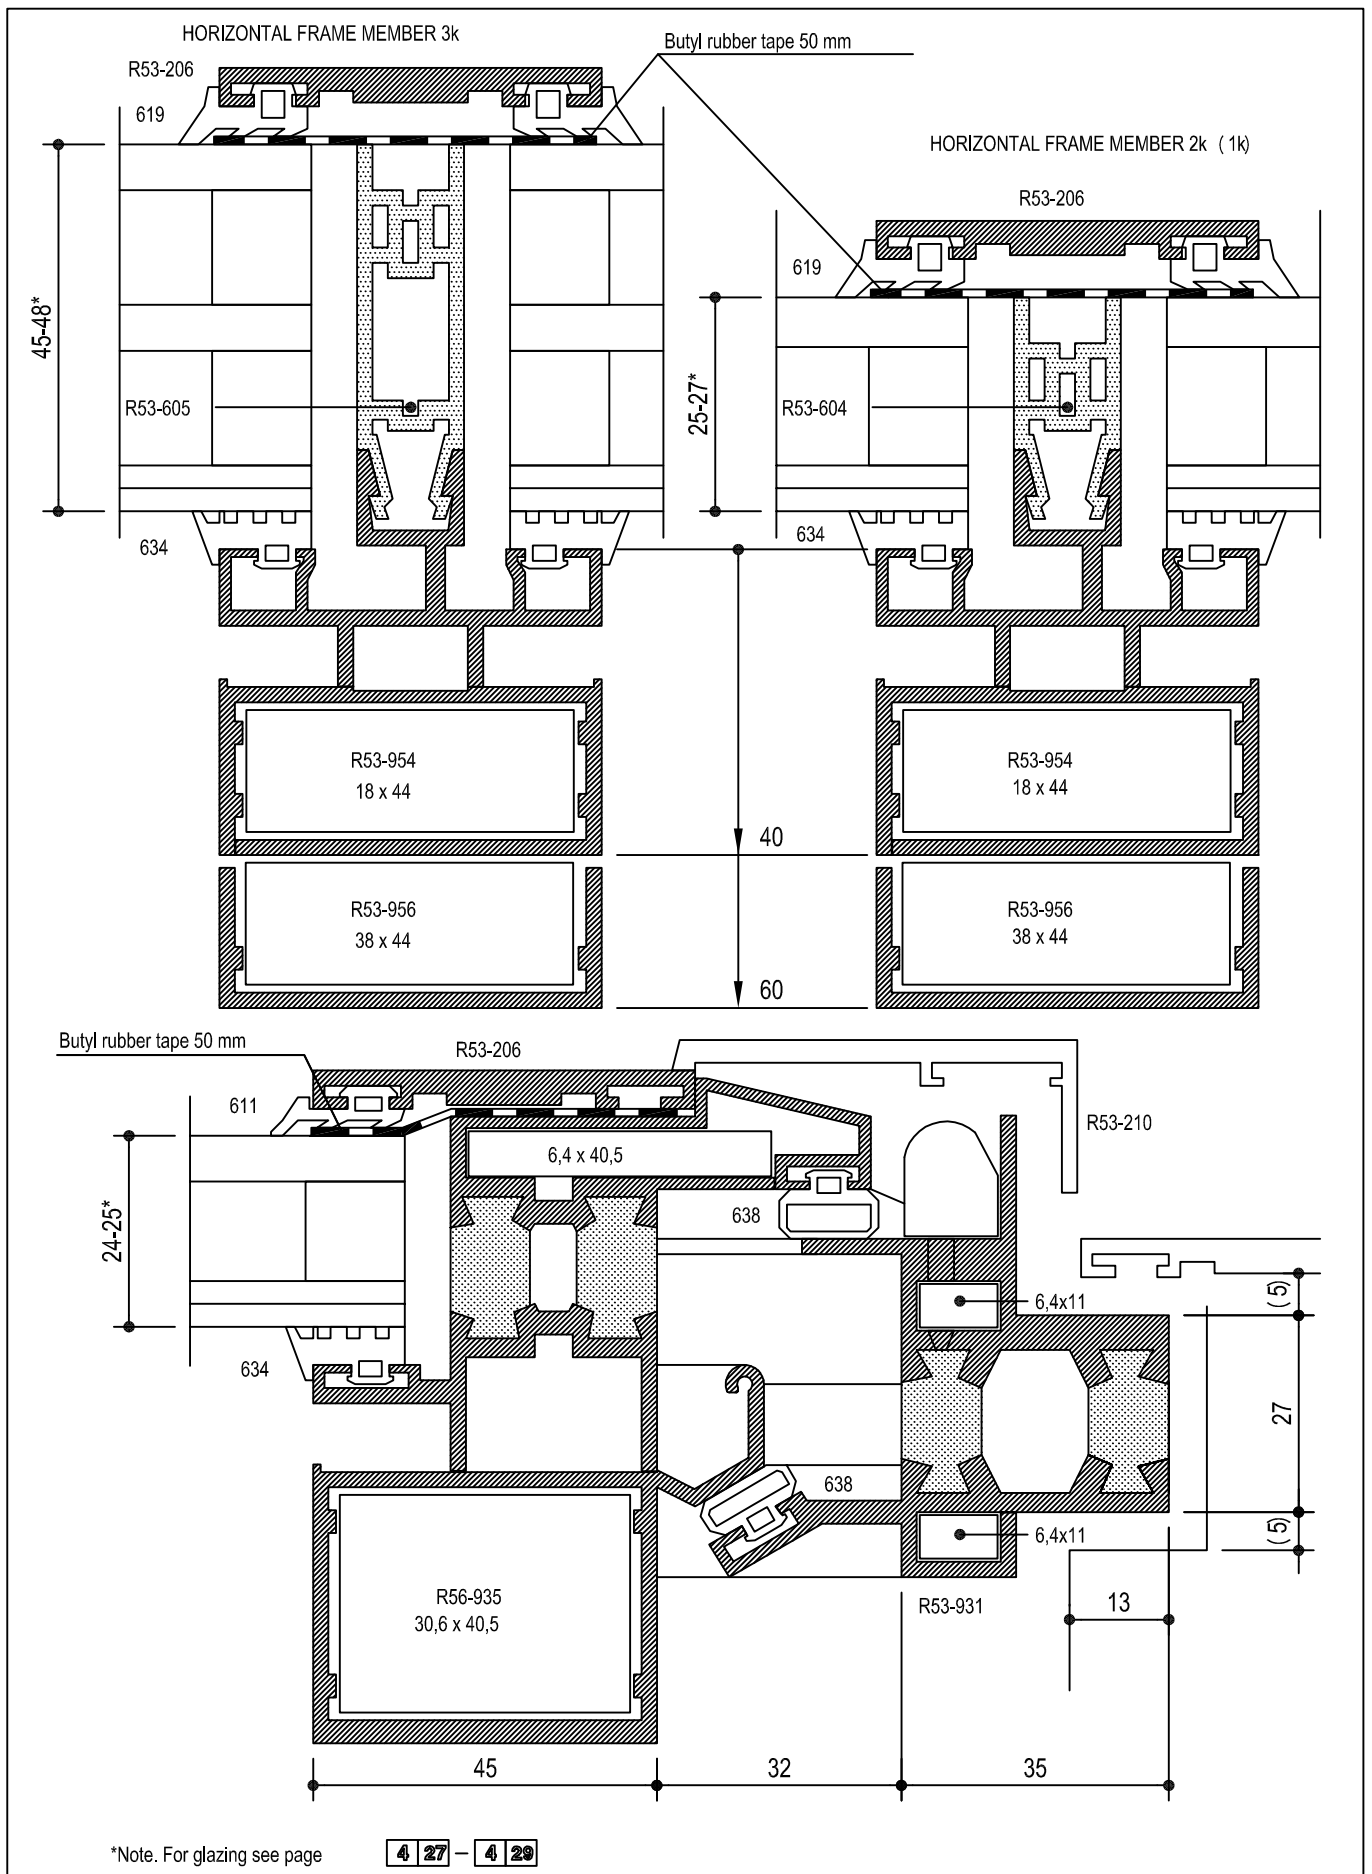 HORIZONTAL FRAME MEMBER 3k
Butyl rubber tape 50 mm
R53-206
619
HORIZONTAL FRAME MEMBER 2k ( 1k)
R53-206
619
45-48*
25-27*
R53-605
R53-604
634
634
R53-954
18 x 44
R53-954
18 x 44
40
R53-956
38 x 44
R53-956
38 x 44
60
Butyl rubber tape 50 mm
R53-206
611
R53-210
6,4 x 40,5
638
24-25*
6,4x11
( 5)
634
27
638
6,4x11
( 5)
R56-935
30,6 x 40,5
R53-931
13
45
32
35
*Note. For glazing see page 4 27 – 4 29